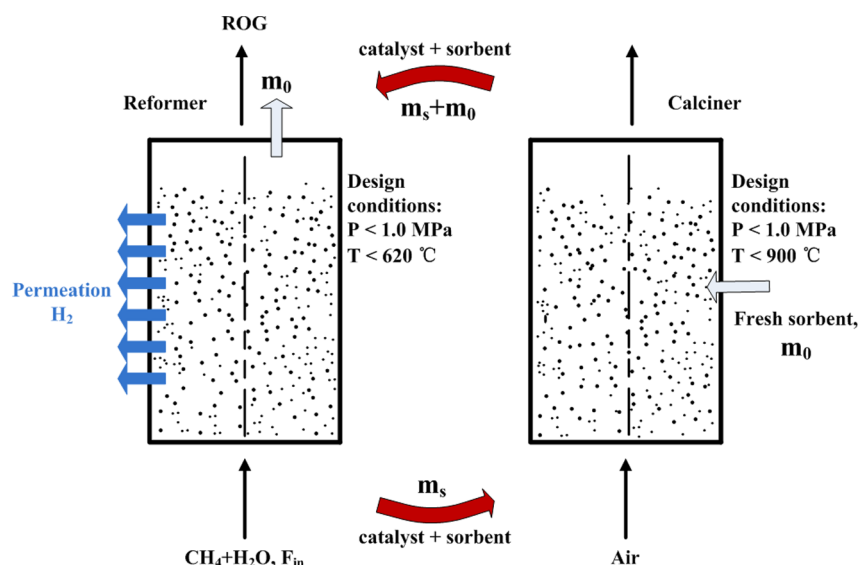 ROG
catalyst + sorbent
m₀
Reformer
mₛ+m₀
Calciner
Design
conditions:
P < 1.0 MPa
T < 620 ℃
Design
conditions:
P < 1.0 MPa
T < 900 ℃
Permeation
H₂
Fresh sorbent,
m₀
mₛ
catalyst + sorbent
CH₄+H₂O, Fᵢₙ
Air